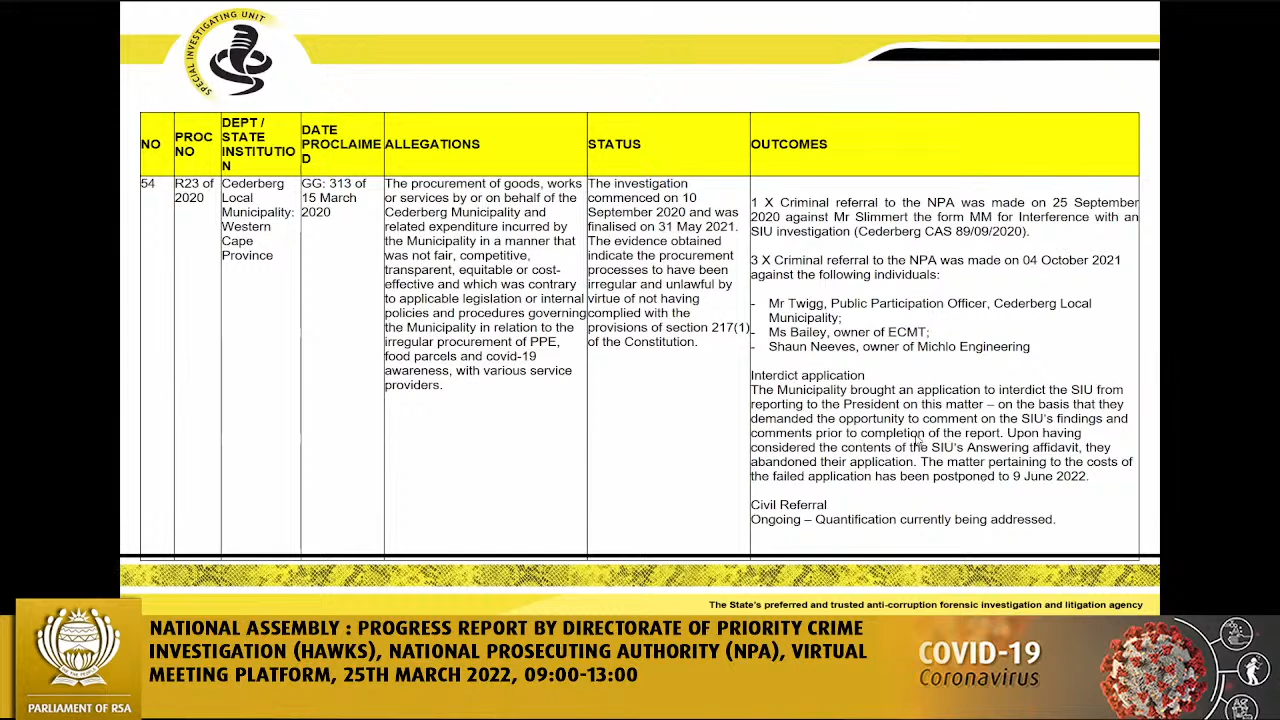 SPECIAL INVESTIGATING UNIT
NO
PROC
NO
DEPT /
STATE
INSTITUTIO
N
DATE
PROCLAIME
D
ALLEGATIONS
STATUS
OUTCOMES
54
R23 of
2020
Cederberg
Local
Municipality:
Western
Cape
Province
GG: 313 of
15 March
2020
The procurement of goods, works
or services by or on behalf of the
Cederberg Municipality and
related expenditure incurred by
the Municipality in a manner that
was not fair, competitive,
transparent, equitable or cost-
effective and which was contrary
to applicable legislation or internal
policies and procedures governing
the Municipality in relation to the
irregular procurement of PPE,
food parcels and covid-19
awareness, with various service
providers.
The investigation
commenced on 10
September 2020 and was
finalised on 31 May 2021.
The evidence obtained
indicate the procurement
processes to have been
irregular and unlawful by
virtue of not having
complied with the
provisions of section 217(1)
of the Constitution.
1 X Criminal referral to the NPA was made on 25 September
2020 against Mr Slimmert the form MM for Interference with an
SIU investigation (Cederberg CAS 89/09/2020).
3 X Criminal referral to the NPA was made on 04 October 2021
against the following individuals:
- Mr Twigg, Public Participation Officer, Cederberg Local
Municipality;
- Ms Bailey, owner of ECMT;
- Shaun Neeves, owner of Michlo Engineering
Interdict application
The Municipality brought an application to interdict the SIU from
reporting to the President on this matter – on the basis that they
demanded the opportunity to comment on the SIU's findings and
comments prior to completion of the report. Upon having
considered the contents of the SIU's Answering affidavit, they
abandoned their application. The matter pertaining to the costs of
the failed application has been postponed to 9 June 2022.
Civil Referral
Ongoing – Quantification currently being addressed.
The State's preferred and trusted anti-corruption forensic investigation and litigation agency
NATIONAL ASSEMBLY : PROGRESS REPORT BY DIRECTORATE OF PRIORITY CRIME
INVESTIGATION (HAWKS), NATIONAL PROSECUTING AUTHORITY (NPA), VIRTUAL
MEETING PLATFORM, 25TH MARCH 2022, 09:00-13:00
PARLIAMENT OF RSA
COVID-19
Coronavirus